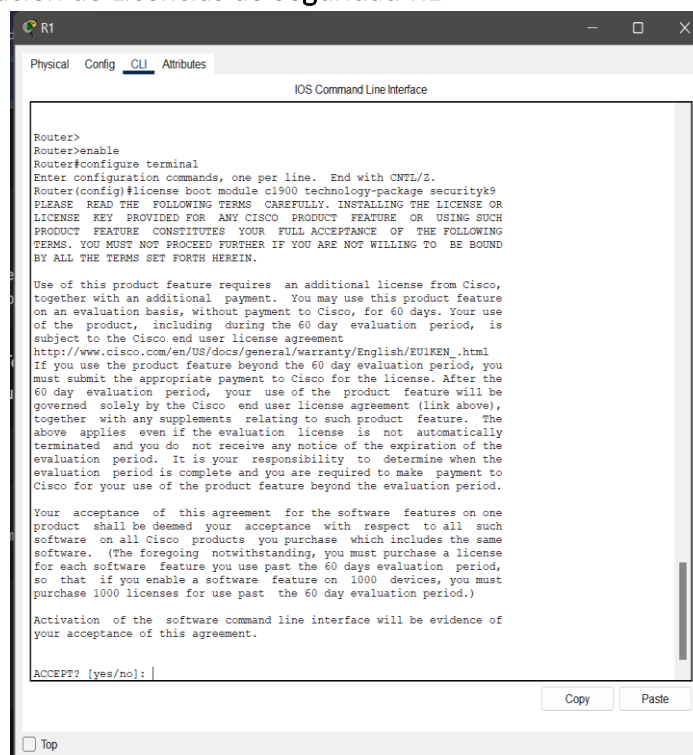 de Licencias de seguridad
R1
Physical Config CLI Attributes
IOS Command Line Interface
Router>
Router>enable
Router#configure terminal
Enter configuration commands, one per line. End with CNTL/Z.
Router(config)#license boot module c1900 technology-package securityk9
PLEASE READ THE FOLLOWING TERMS CAREFULLY. INSTALLING THE LICENSE OR
LICENSE KEY PROVIDED FOR ANY CISCO PRODUCT FEATURE OR USING SUCH
PRODUCT FEATURE CONSTITUTES YOUR FULL ACCEPTANCE OF THE FOLLOWING
TERMS. YOU MUST NOT PROCEED FURTHER IF YOU ARE NOT WILLING TO BE BOUND
BY ALL THE TERMS SET FORTH HEREIN.
Use of this product feature requires an additional license from Cisco,
together with an additional payment. You may use this product feature
on an evaluation basis, without payment to Cisco, for 60 days. Your use
of the product, including during the 60 day evaluation period, is
subject to the Cisco end user license agreement
http://www.cisco.com/en/US/docs/general/warranty/English/EU1KEN_.html
If you use the product feature beyond the 60 day evaluation period, you
must submit the appropriate payment to Cisco for the license. After the
60 day evaluation period, your use of the product feature will be
governed solely by the Cisco end user license agreement (link above),
together with any supplements relating to such product feature. The
above applies even if the evaluation license is not automatically
terminated and you do not receive any notice of the expiration of the
evaluation period. It is your responsibility to determine when the
evaluation period is complete and you are required to make payment to
Cisco for your use of the product feature beyond the evaluation period.
Your acceptance of this agreement for the software features on one
product shall be deemed your acceptance with respect to all such
software on all Cisco products you purchase which includes the same
software. (The foregoing notwithstanding, you must purchase a license
for each software feature you use past the 60 days evaluation period,
so that if you enable a software feature on 1000 devices, you must
purchase 1000 licenses for use past the 60 day evaluation period.)
Activation of the software command line interface will be evidence of
your acceptance of this agreement.
ACCEPT? [yes/no]:
Copy Paste
Top